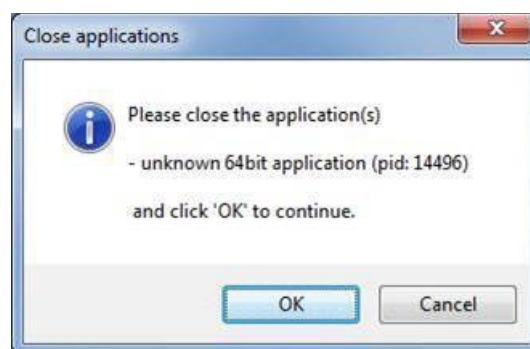 Close applications
Please close the application(s)
- unknown 64bit application (pid: 14496)
and click 'OK' to continue.
OK
Cancel